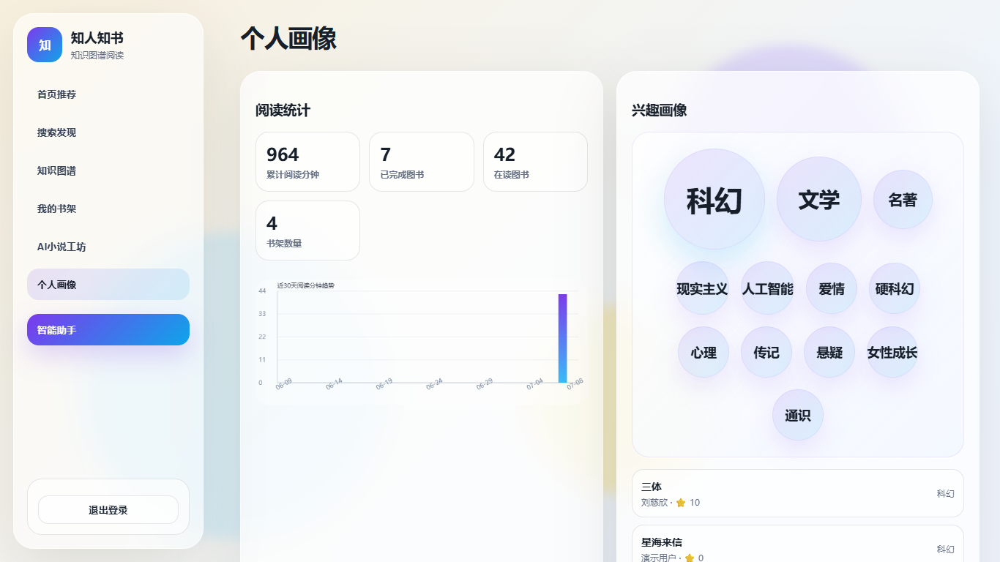 知
知人知书
知识图谱阅读
首页推荐
搜索发现
知识图谱
我的书架
AI小说工坊
个人画像
智能助手
退出登录
个人画像
阅读统计
964
累计阅读分钟
7
已完成图书
42
在读图书
4
书架数量
近30天阅读分钟趋势
44
33
22
11
0
06-09
06-14
06-19
06-24
06-29
07-04
07-08
兴趣画像
科幻
文学
名著
现实主义
人工智能
爱情
硬科幻
心理
传记
悬疑
女性成长
通识
三体
刘慈欣 · ⭐ 10
科幻
星海来信
演示用户 · ⭐ 0
科幻